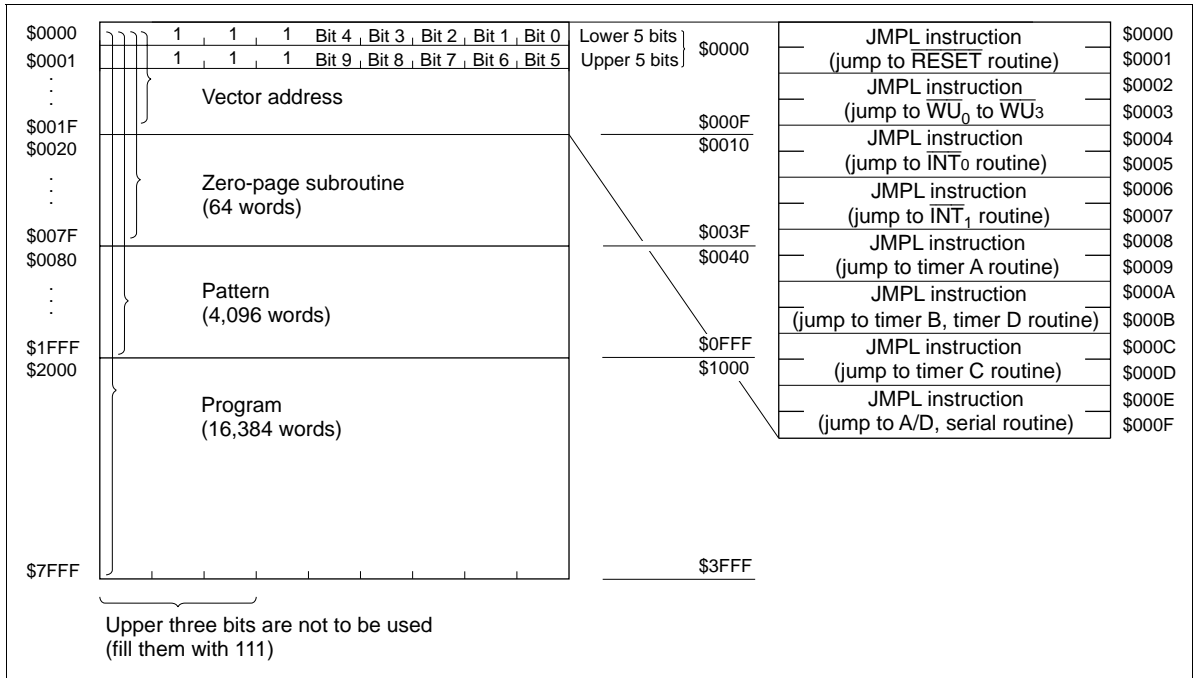 $0000
1 1 1 Bit 4 Bit 3 Bit 2 Bit 1 Bit 0
Lower 5 bits
$0001
1 1 1 Bit 9 Bit 8 Bit 7 Bit 6 Bit 5
Upper 5 bits
$0000
Vector address
$001F
$000F
$0020
$0010
Zero-page subroutine
(64 words)
$007F
$003F
$0080
$0040
Pattern
(4,096 words)
$1FFF
$0FFF
$2000
$1000
Program
(16,384 words)
$7FFF
$3FFF
Upper three bits are not to be used
(fill them with 111)
JMPL instruction
(jump to RESET routine)
$0000
$0001
JMPL instruction
(jump to WU0 to WU3
$0002
$0003
JMPL instruction
(jump to INT0 routine)
$0004
$0005
JMPL instruction
(jump to INT1 routine)
$0006
$0007
JMPL instruction
(jump to timer A routine)
$0008
$0009
JMPL instruction
(jump to timer B, timer D routine)
$000A
$000B
JMPL instruction
(jump to timer C routine)
$000C
$000D
JMPL instruction
(jump to A/D, serial routine)
$000E
$000F